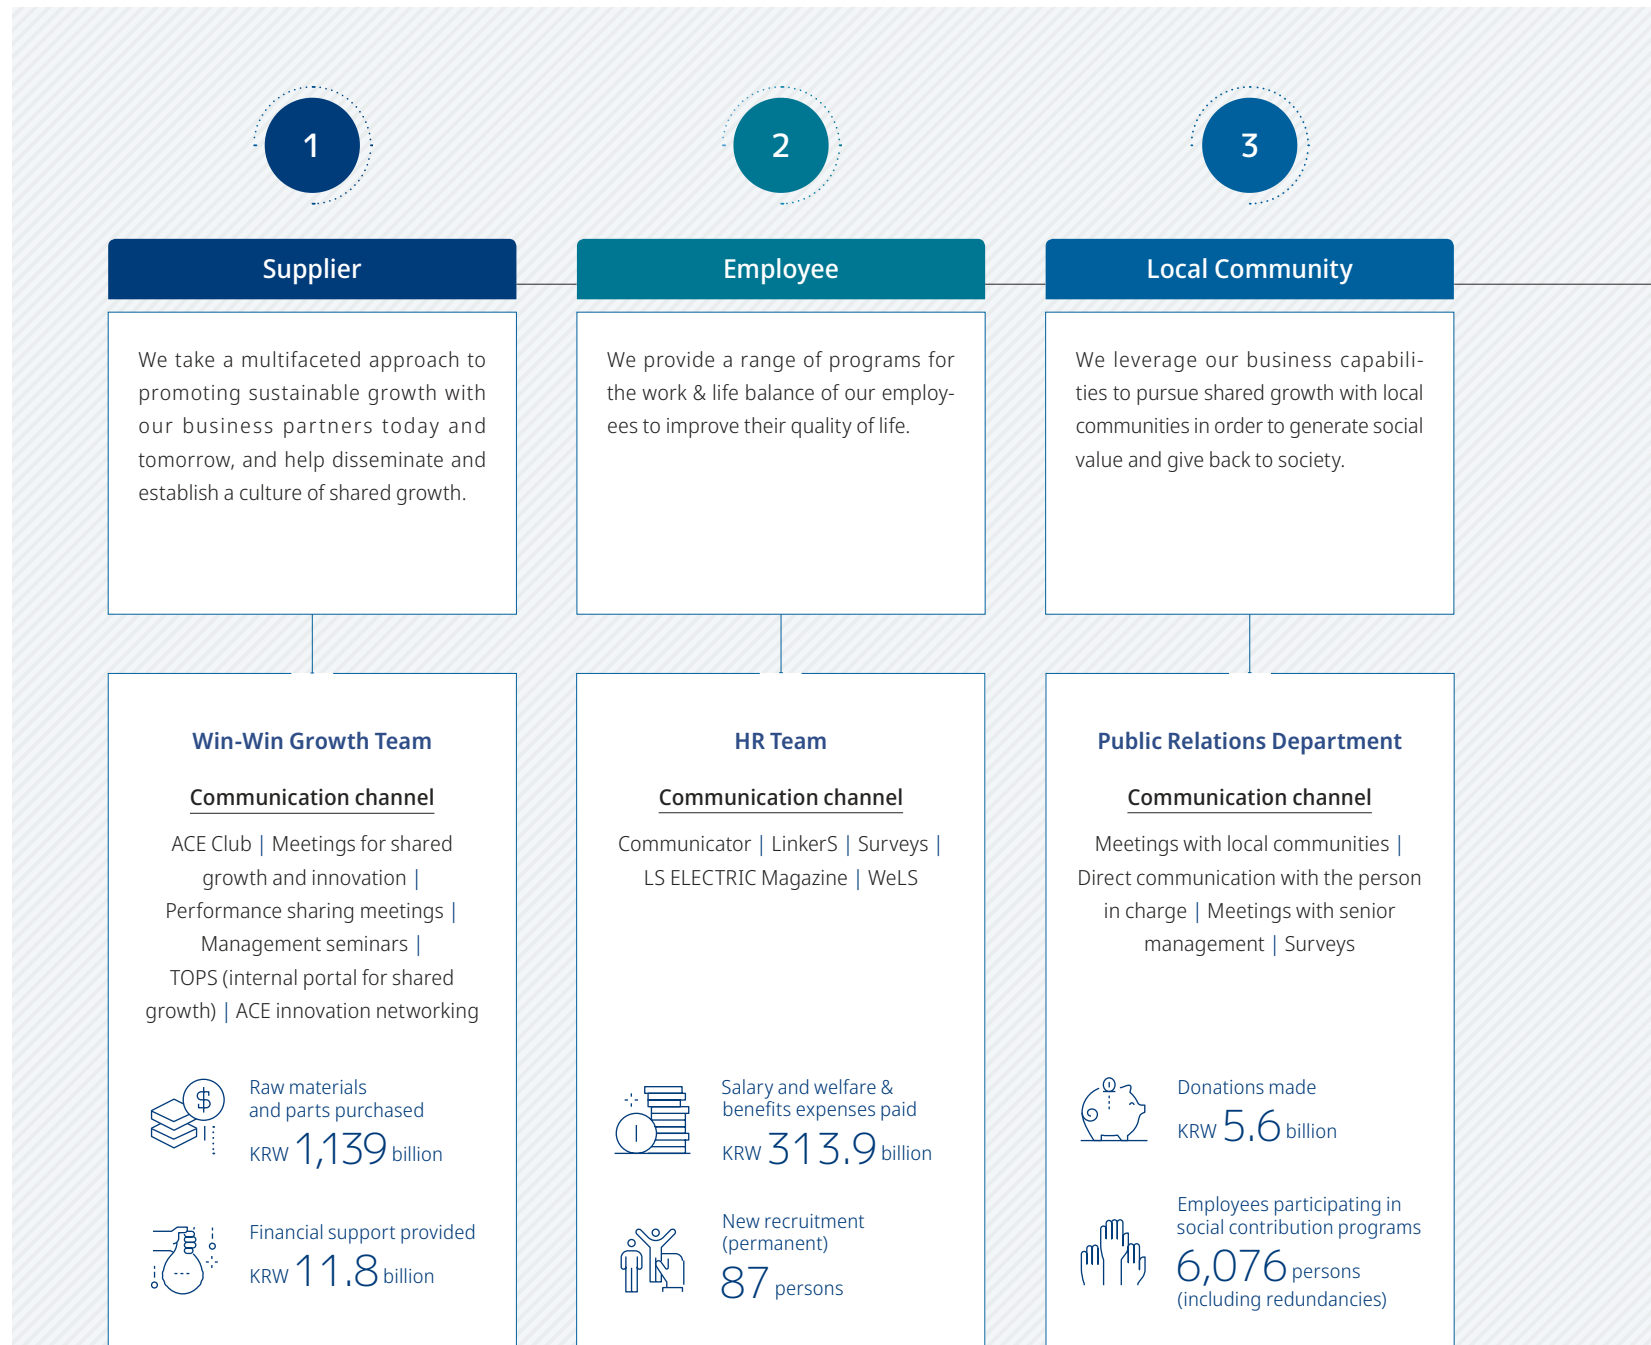 1
Supplier
We take a multifaceted approach to
promoting sustainable growth with
our business partners today and
tomorrow, and help disseminate and
establish a culture of shared growth.
Win-Win Growth Team
Communication channel
ACE Club | Meetings for shared
growth and innovation |
Performance sharing meetings |
Management seminars |
TOPS (internal portal for shared
growth) | ACE innovation networking
Raw materials
and parts purchased
KRW 1,139 billion
Financial support provided
KRW 11.8 billion
2
Employee
We provide a range of programs for
the work & life balance of our employ-
ees to improve their quality of life.
HR Team
Communication channel
Communicator | LinkerS | Surveys |
LS ELECTRIC Magazine | WeLS
Salary and welfare &
benefits expenses paid
KRW 313.9 billion
New recruitment
(permanent)
87 persons
3
Local Community
We leverage our business capabili-
ties to pursue shared growth with local
communities in order to generate social
value and give back to society.
Public Relations Department
Communication channel
Meetings with local communities |
Direct communication with the person
in charge | Meetings with senior
management | Surveys
Donations made
KRW 5.6 billion
Employees participating in
social contribution programs
6,076 persons
(including redundancies)